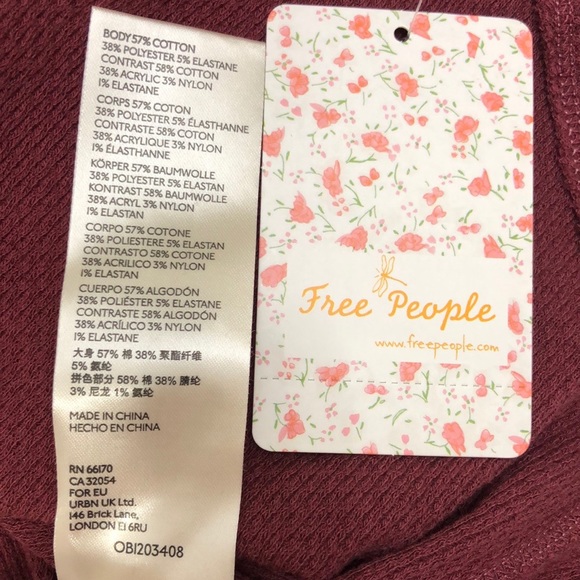 BODY 57% COTTON
38% POLYESTER 5% ELASTANE
CONTRAST 58% COTTON
38% ACRYLIC 3% NYLON
1% ELASTANE
CORPS 57% COTON
38% POLYESTER 5% ÉLASTHANNE
CONTRASTE 58% COTON
38% ACRYLIQUE 3% NYLON
1% ÉLASTHANNE
KÖRPER 57% BAUMWOLLE
38% POLYESTER 5% ELASTAN
KONTRAST 58% BAUMWOLLE
38% ACRYL 3% NYLON
1% ELASTAN
CORPO 57% COTONE
38% POLIESTERE 5% ELASTAN
CONTRASTO 58% COTONE
38% ACRILICO 3% NYLON
1% ELASTAN
CUERPO 57% ALGODÓN
38% POLIÉSTER 5% ELASTANE
CONTRASTE 58% ALGODÓN
38% ACRÍLICO 3% NYLON
1% ELASTANE
大身 57% 棉 38% 聚酯纤维
5% 氨纶
拼色部分 58% 棉 38% 腈纶
3% 尼龙 1% 氨纶
MADE IN CHINA
HECHO EN CHINA
RN 66170
CA 32054
FOR EU
URBN UK Ltd.
146 Brick Lane,
LONDON E1 6RU
OB1203408
Free People
www.freepeople.com